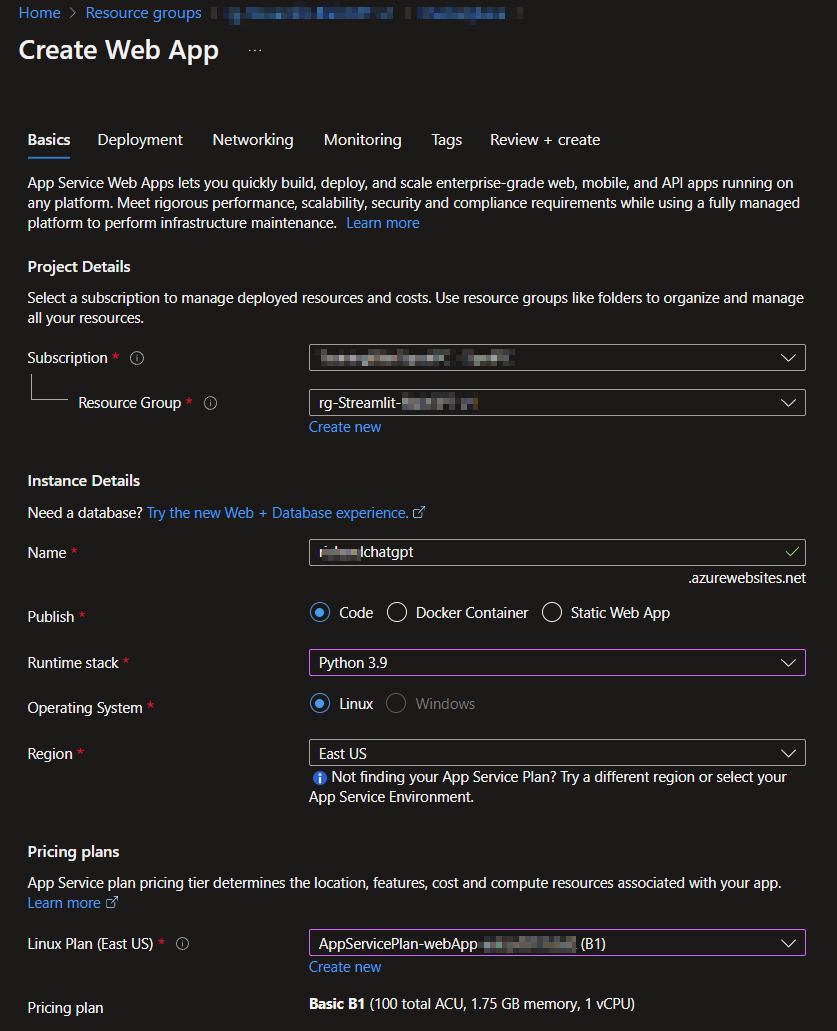 Home > Resource groups
Create Web App ...
Basics Deployment Networking Monitoring Tags Review + create
App Service Web Apps lets you quickly build, deploy, and scale enterprise-grade web, mobile, and API apps running on
any platform. Meet rigorous performance, scalability, security and compliance requirements while using a fully managed
platform to perform infrastructure maintenance. Learn more
Project Details
Select a subscription to manage deployed resources and costs. Use resource groups like folders to organize and manage
all your resources.
Subscription *
Resource Group * rg-Streamlit-
Create new
Instance Details
Need a database? Try the new Web + Database experience.
Name * lchatgpt
.azurewebsites.net
Publish * Code Docker Container Static Web App
Runtime stack * Python 3.9
Operating System * Linux Windows
Region * East US
Not finding your App Service Plan? Try a different region or select your
App Service Environment.
Pricing plans
App Service plan pricing tier determines the location, features, cost and compute resources associated with your app.
Learn more
Linux Plan (East US) * AppServicePlan-webApp (B1)
Create new
Pricing plan Basic B1 (100 total ACU, 1.75 GB memory, 1 vCPU)